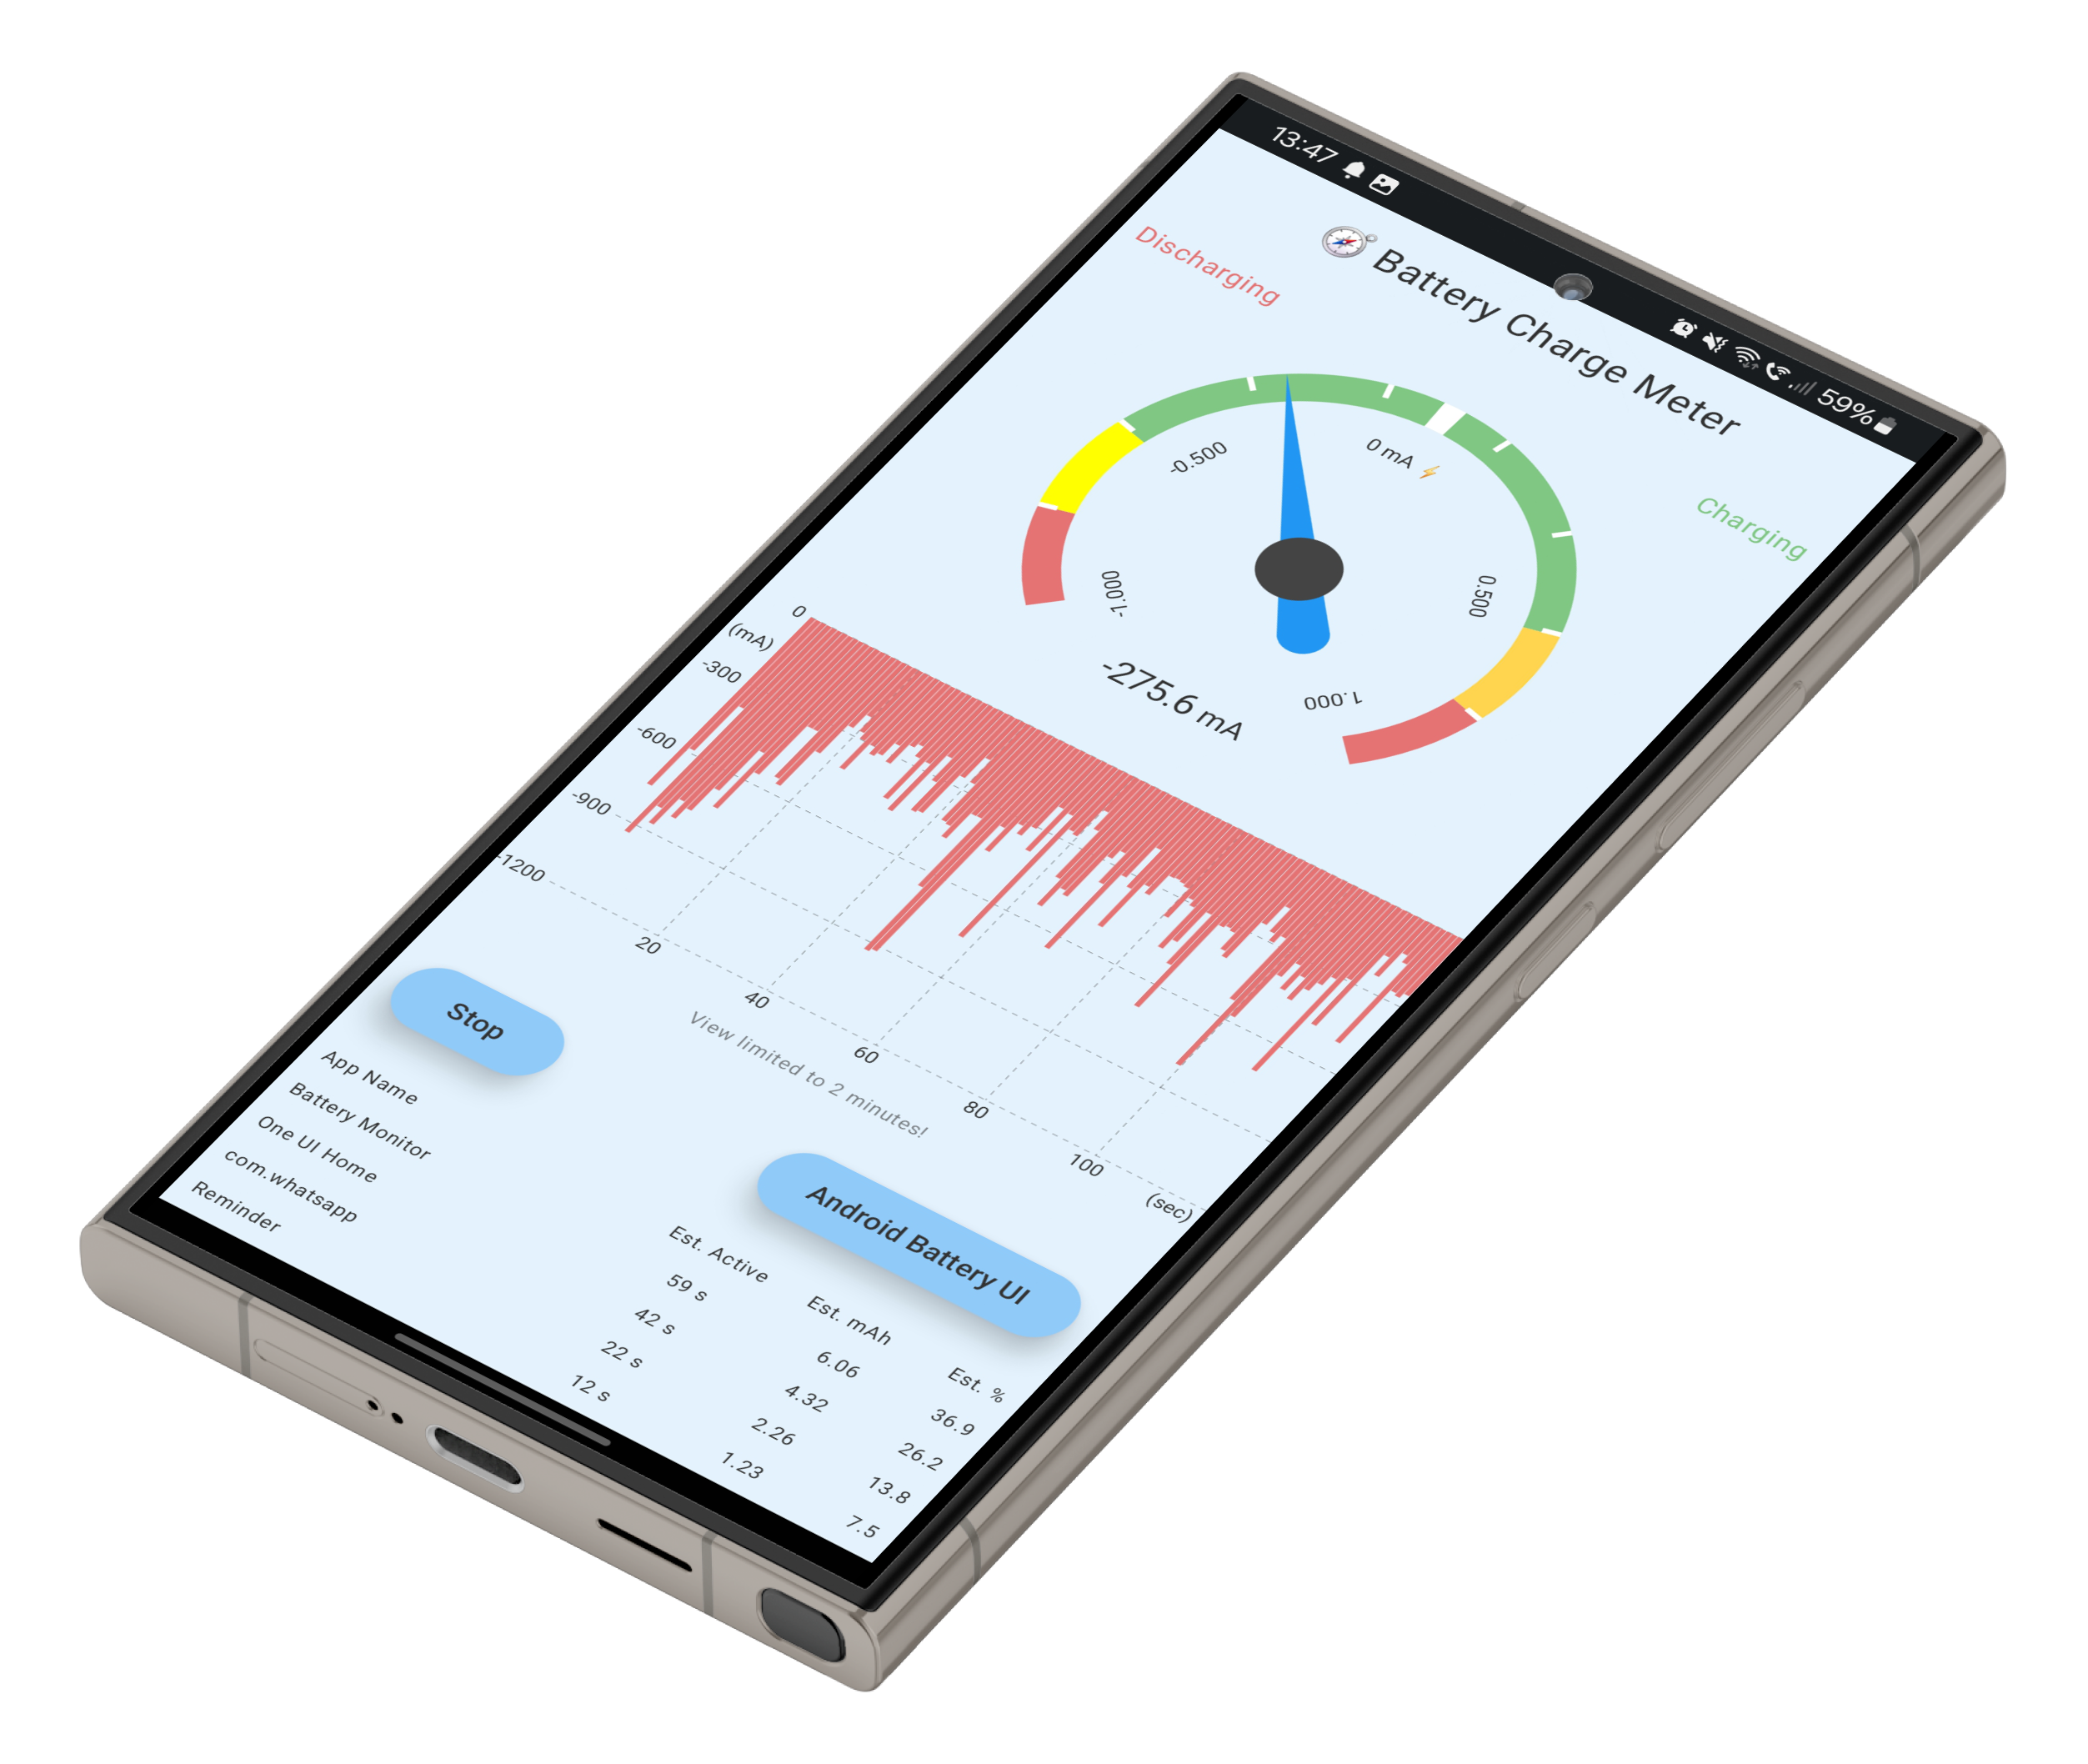 13:47 59%
Battery Charge Meter
Discharging
Charging
-1.000
-0.500
0 mA
0.500
1.000
-275.6 mA
0
(mA)
-300
-600
-900
-1200
20 40 60 80 100 (sec)
View limited to 2 minutes!
Stop
Android Battery UI
App Name Est. Active Est. mAh Est. %
Battery Monitor 59 s 6.06 36.9
One UI Home 42 s 4.32 26.2
com.whatsapp 22 s 2.26 13.8
Reminder 12 s 1.23 7.5